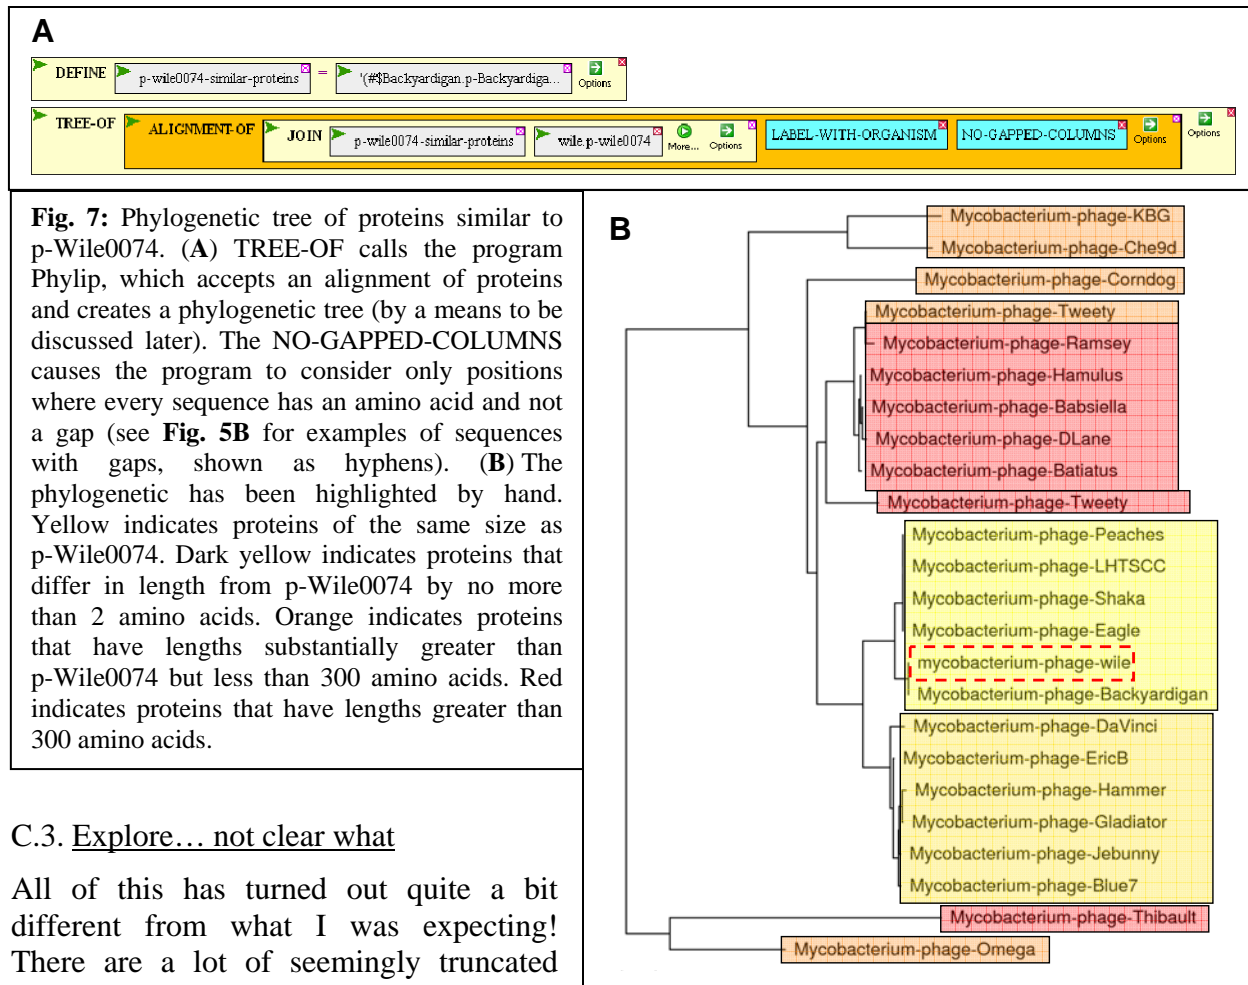 A
DEFINE p-wile0074-similar-proteins = '(#$Backyardigan.p-Backyardiga... Options
TREE-OF ALIGNMENT-OF JOIN p-wile0074-similar-proteins wile.p-wile0074 More... Options LABEL-WITH-ORGANISM NO-GAPPED-COLUMNS Options Options
Fig. 7: Phylogenetic tree of proteins similar to
p-Wile0074. (A) TREE-OF calls the program
Phylip, which accepts an alignment of proteins
and creates a phylogenetic tree (by a means to be
discussed later). The NO-GAPPED-COLUMNS
causes the program to consider only positions
where every sequence has an amino acid and not
a gap (see Fig. 5B for examples of sequences
with gaps, shown as hyphens). (B) The
phylogenetic has been highlighted by hand.
Yellow indicates proteins of the same size as
p-Wile0074. Dark yellow indicates proteins that
differ in length from p-Wile0074 by no more
than 2 amino acids. Orange indicates proteins
that have lengths substantially greater than
p-Wile0074 but less than 300 amino acids. Red
indicates proteins that have lengths greater than
300 amino acids.
C.3. Explore… not clear what
All of this has turned out quite a bit
different from what I was expecting!
There are a lot of seemingly truncated
B
Mycobacterium-phage-KBG
Mycobacterium-phage-Che9d
Mycobacterium-phage-Corndog
Mycobacterium-phage-Tweety
Mycobacterium-phage-Ramsey
Mycobacterium-phage-Hamulus
Mycobacterium-phage-Babsiella
Mycobacterium-phage-DLane
Mycobacterium-phage-Batiatus
Mycobacterium-phage-Tweety
Mycobacterium-phage-Peaches
Mycobacterium-phage-LHTSCC
Mycobacterium-phage-Shaka
Mycobacterium-phage-Eagle
mycobacterium-phage-wile
Mycobacterium-phage-Backyardigan
Mycobacterium-phage-DaVinci
Mycobacterium-phage-EricB
Mycobacterium-phage-Hammer
Mycobacterium-phage-Gladiator
Mycobacterium-phage-Jebunny
Mycobacterium-phage-Blue7
Mycobacterium-phage-Thibault
Mycobacterium-phage-Omega